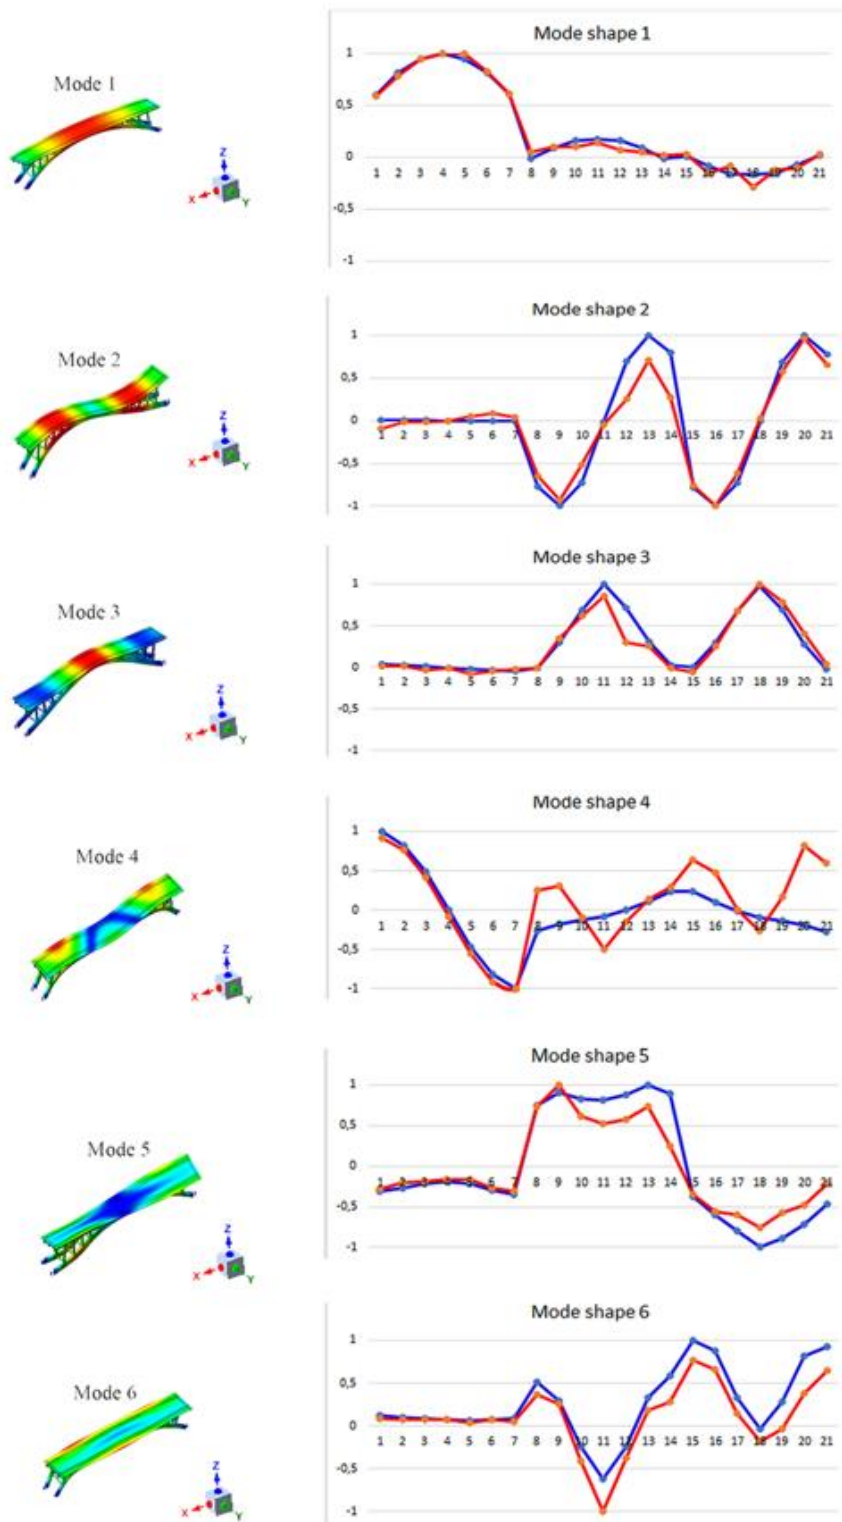 Mode shape 1
Mode 1
1
0,5
0
-0,5
-1
1 2 3 4 5 6 7 8 9 10 11 12 13 14 15 16 17 18 19 20 21
Z
X
Y
Mode shape 2
Mode 2
1
0,5
0
-0,5
-1
1 2 3 4 5 6 7 8 9 10 11 12 13 14 15 16 17 18 19 20 21
Z
X
Y
Mode shape 3
Mode 3
1
0,5
0
-0,5
-1
1 2 3 4 5 6 7 8 9 10 11 12 13 14 15 16 17 18 19 20 21
Z
X
Y
Mode shape 4
Mode 4
1
0,5
0
-0,5
-1
1 2 3 4 5 6 7 8 9 10 11 12 13 14 15 16 17 18 19 20 21
Z
X
Y
Mode shape 5
Mode 5
1
0,5
0
-0,5
-1
1 2 3 4 5 6 7 8 9 10 11 12 13 14 15 16 17 18 19 20 21
Z
X
Y
Mode shape 6
Mode 6
1
0,5
0
-0,5
-1
1 2 3 4 5 6 7 8 9 10 11 12 13 14 15 16 17 18 19 20 21
Z
X
Y